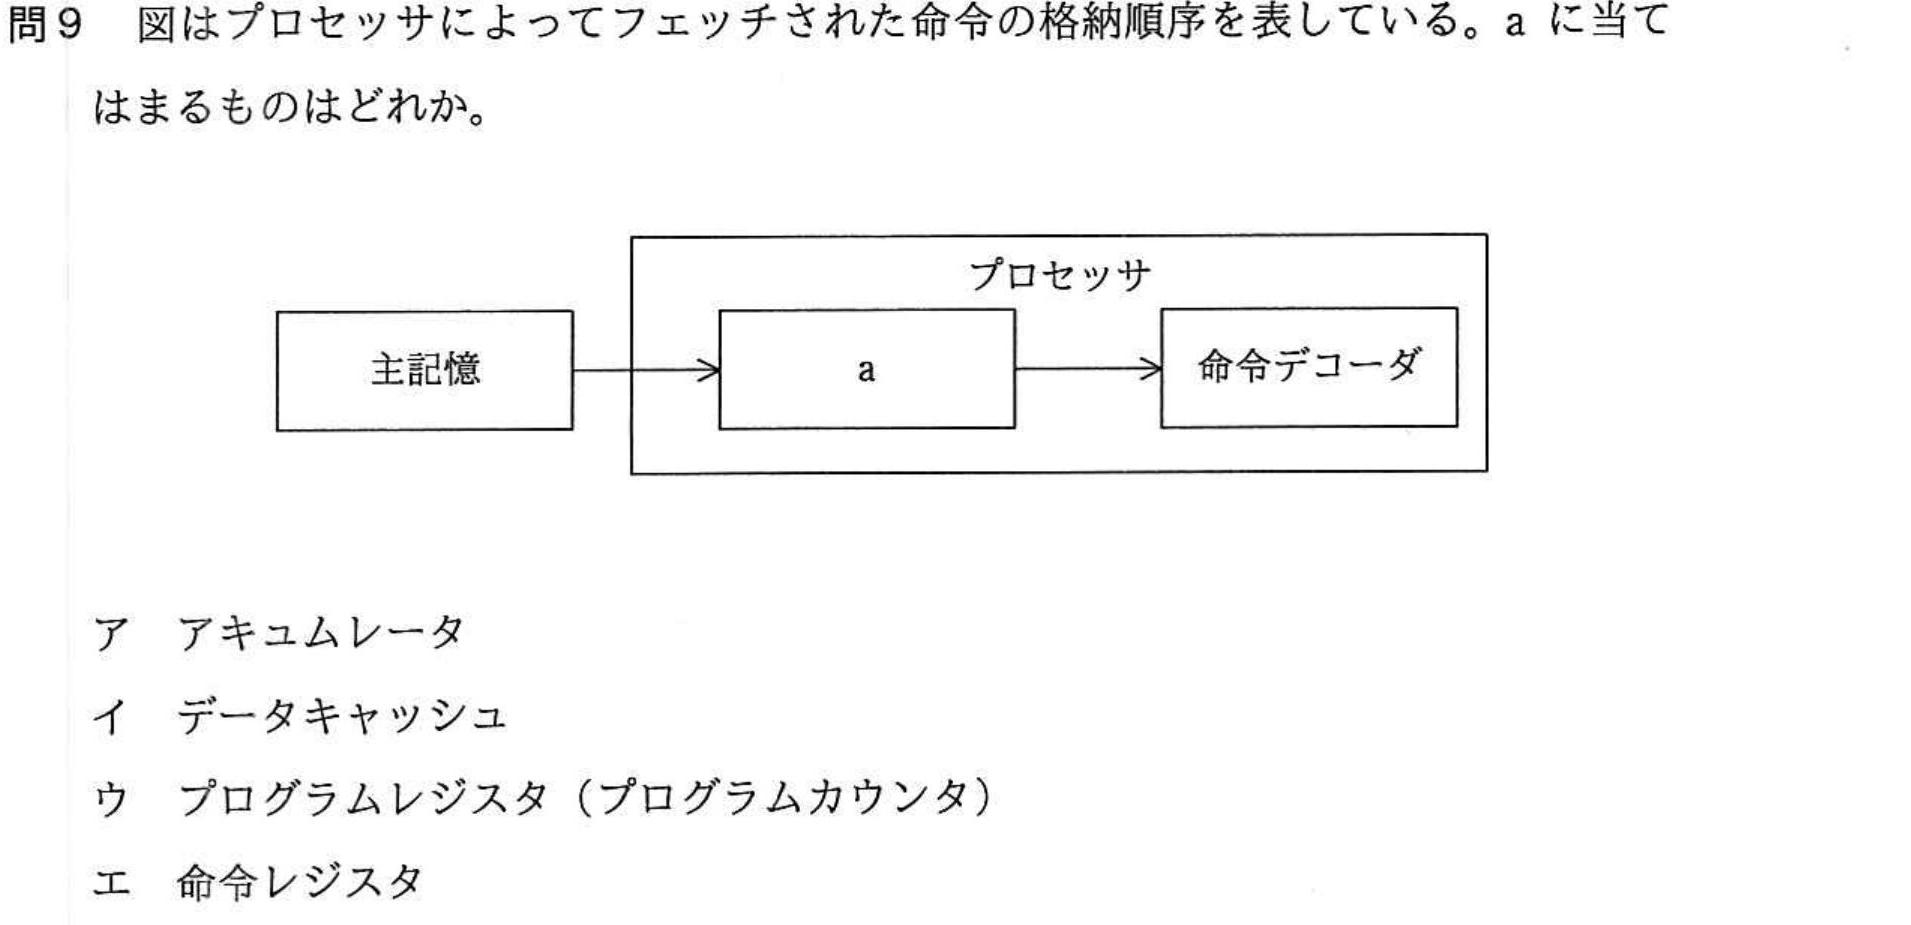 問9　図はプロセッサによってフェッチされた命令の格納順序を表している。a に当て
はまるものはどれか。
プロセッサ
主記憶
a
命令デコーダ
ア　アキュムレータ
イ　データキャッシュ
ウ　プログラムレジスタ（プログラムカウンタ）
エ　命令レジスタ